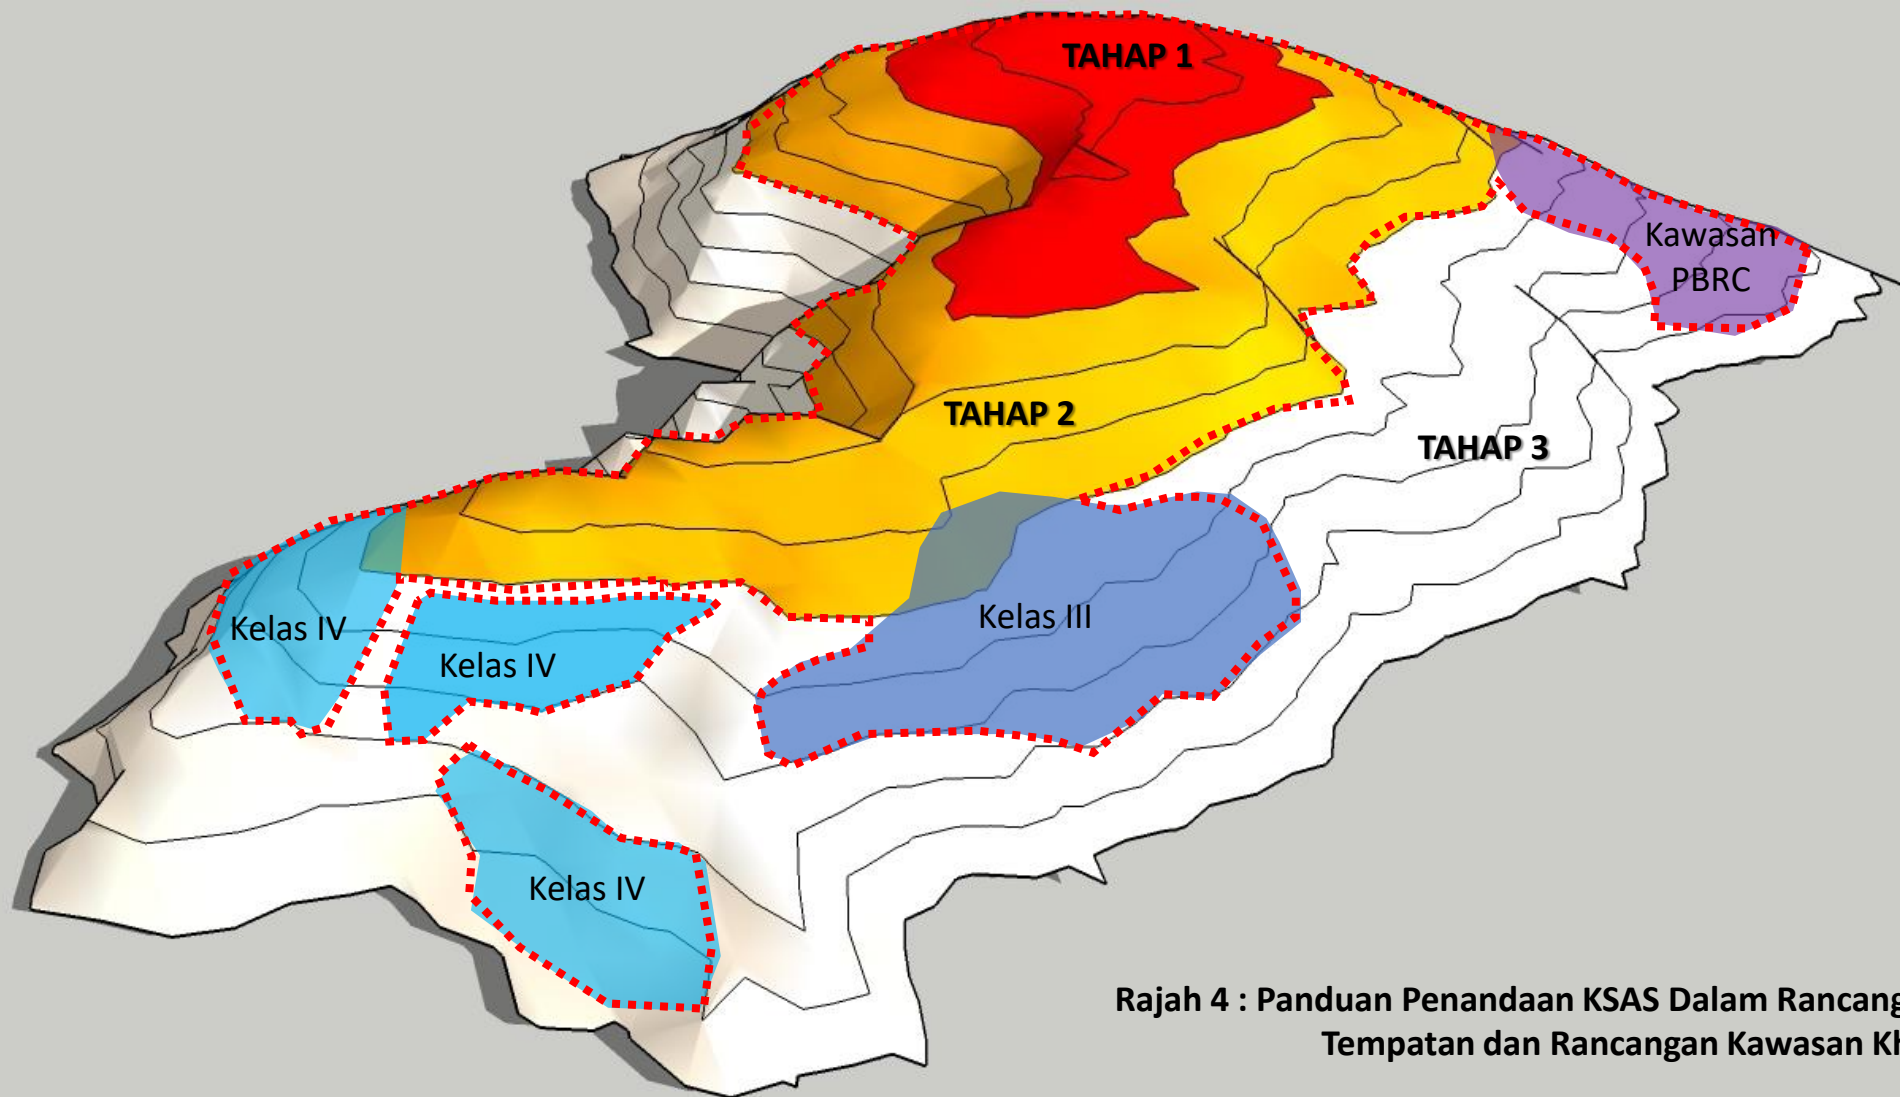 TAHAP 1
Kawasan
PBRC
TAHAP 2
TAHAP 3
Kelas III
Kelas IV
Kelas IV
Kelas IV
Rajah 4 : Panduan Penandaan KSAS Dalam Rancang
Tempatan dan Rancangan Kawasan Kh